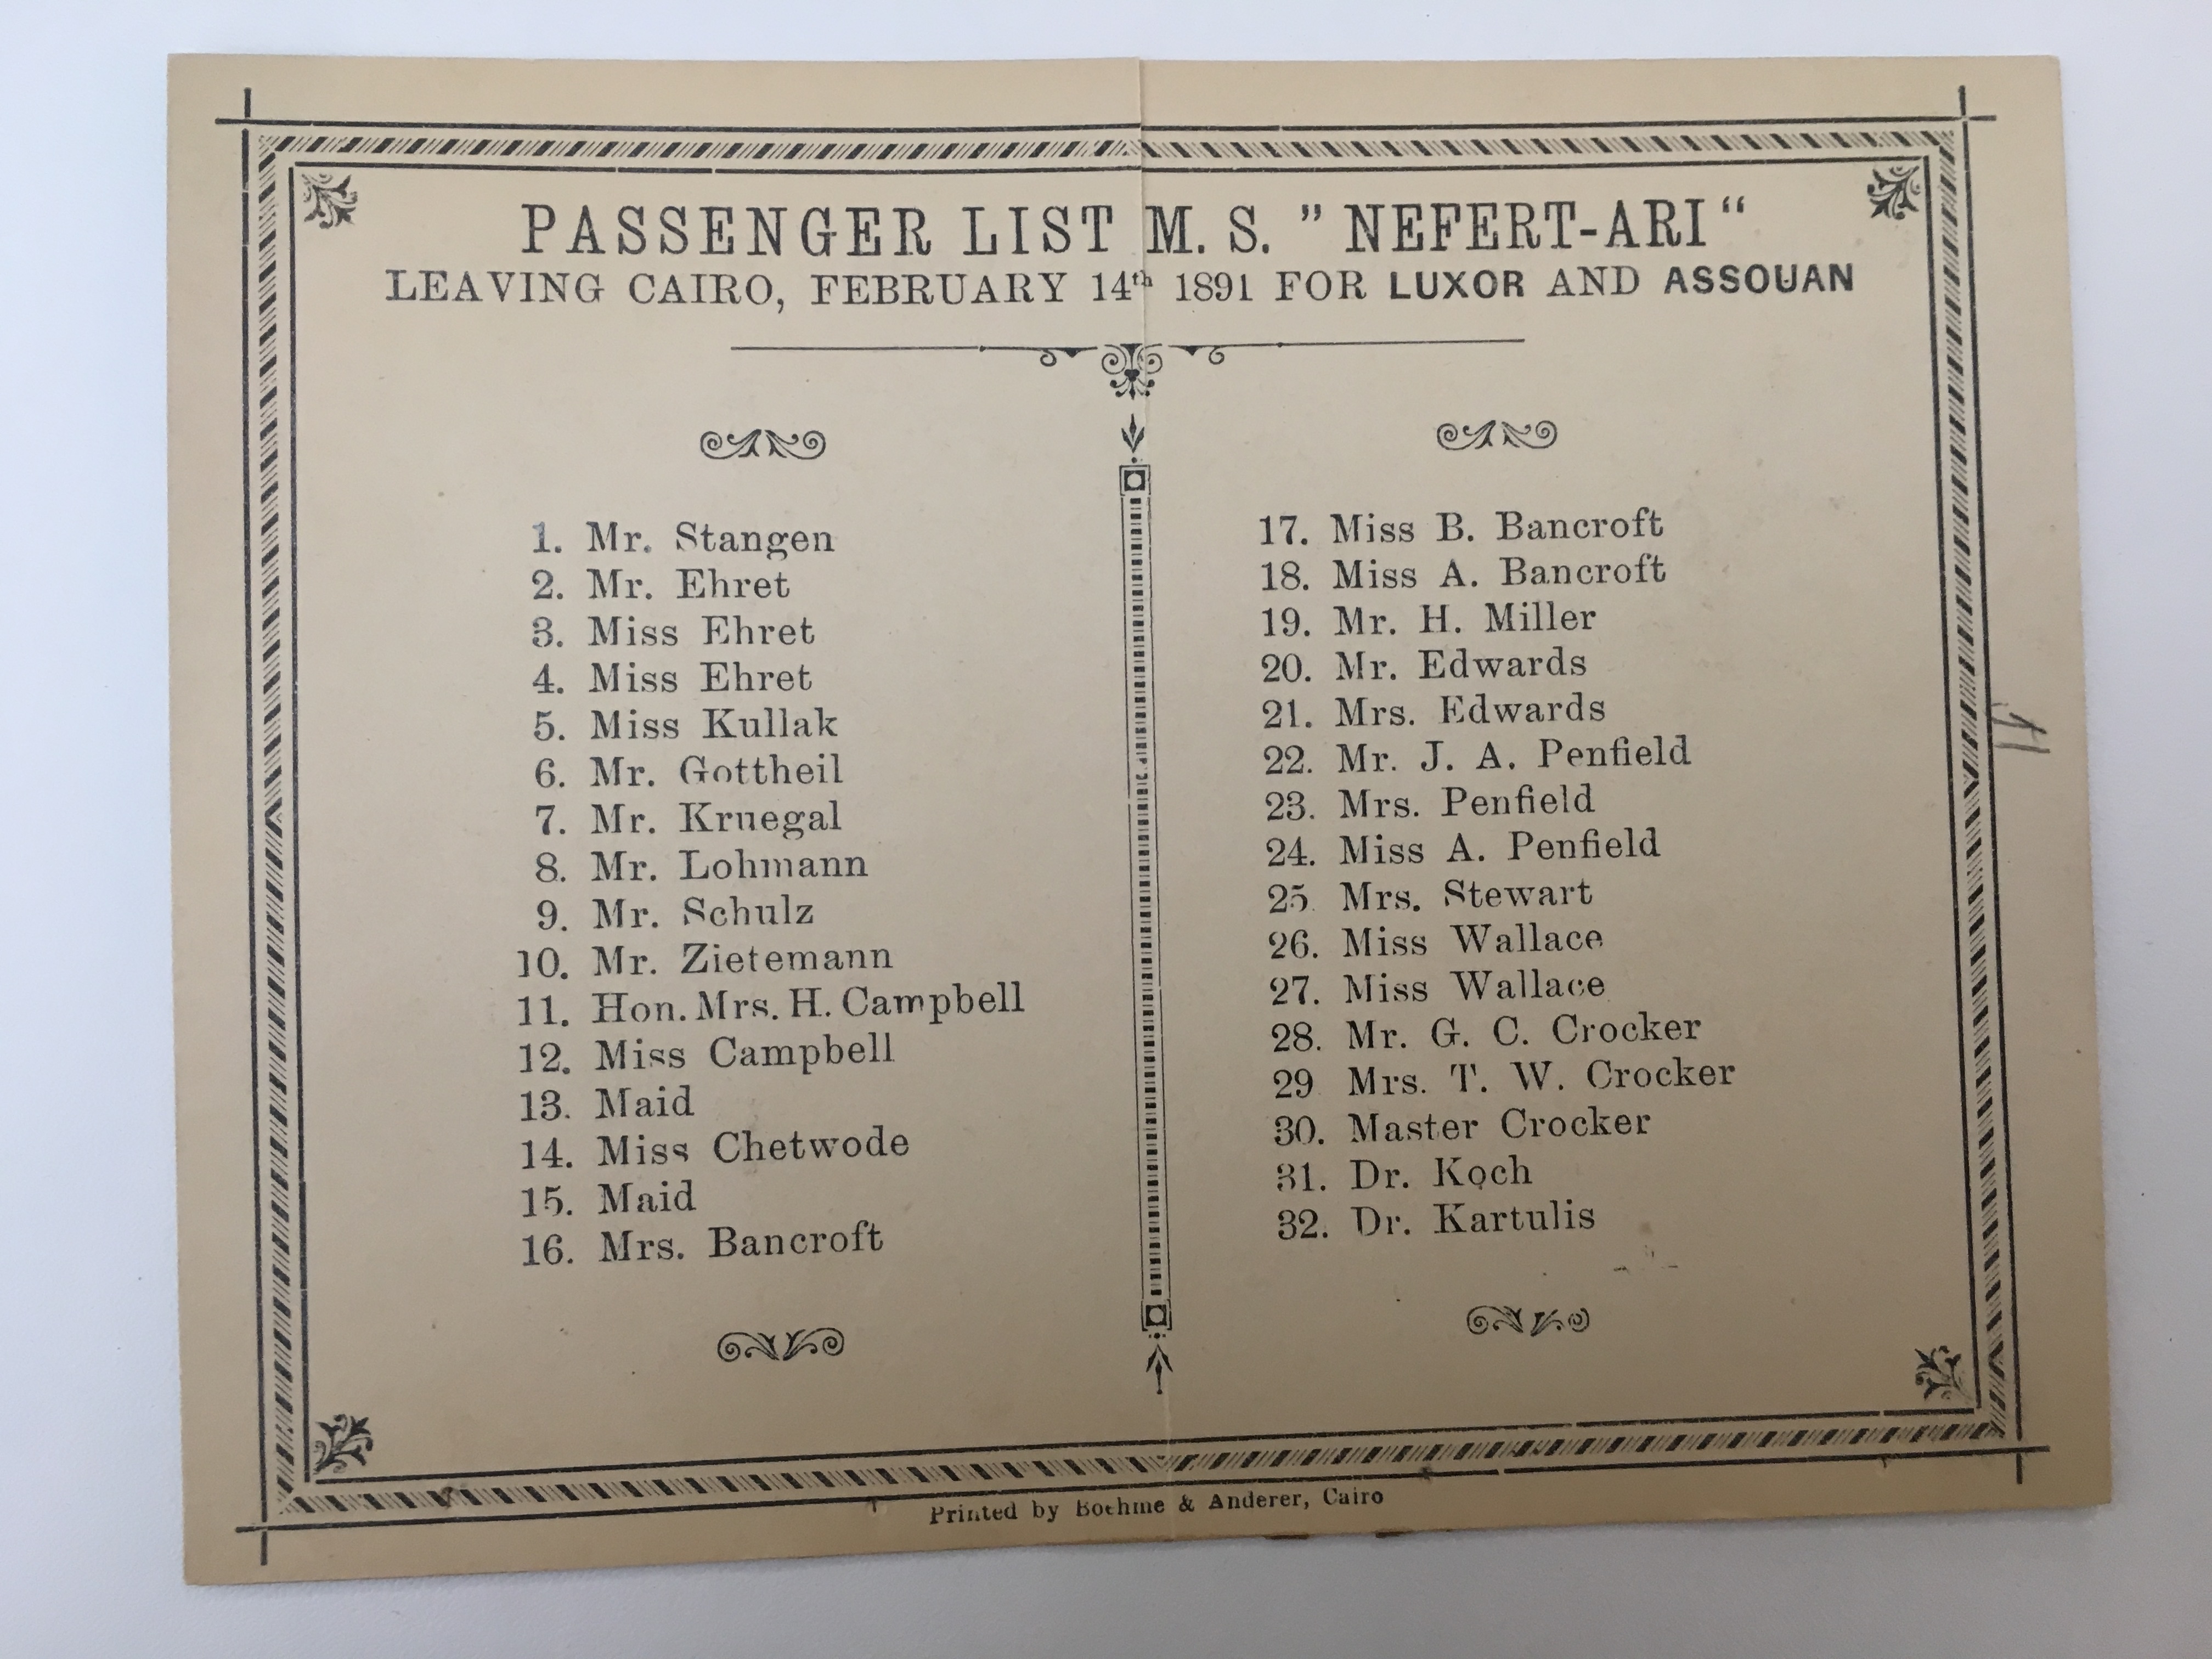 PASSENGER LIST M. S. ” NEFERT-ARI “
LEAVING CAIRO, FEBRUARY 14th 1891 FOR LUXOR AND ASSOUAN
1. Mr. Stangen
2. Mr. Ehret
3. Miss Ehret
4. Miss Ehret
5. Miss Kullak
6. Mr. Gottheil
7. Mr. Kruegal
8. Mr. Lohmann
9. Mr. Schulz
10. Mr. Zietemann
11. Hon. Mrs. H. Campbell
12. Miss Campbell
13. Maid
14. Miss Chetwode
15. Maid
16. Mrs. Bancroft
17. Miss B. Bancroft
18. Miss A. Bancroft
19. Mr. H. Miller
20. Mr. Edwards
21. Mrs. Edwards
22. Mr. J. A. Penfield
23. Mrs. Penfield
24. Miss A. Penfield
25. Mrs. Stewart
26. Miss Wallace
27. Miss Wallace
28. Mr. G. C. Crocker
29 Mrs. T. W. Crocker
30. Master Crocker
31. Dr. Koch
32. Dr. Kartulis
Printed by Boehme & Anderer, Cairo